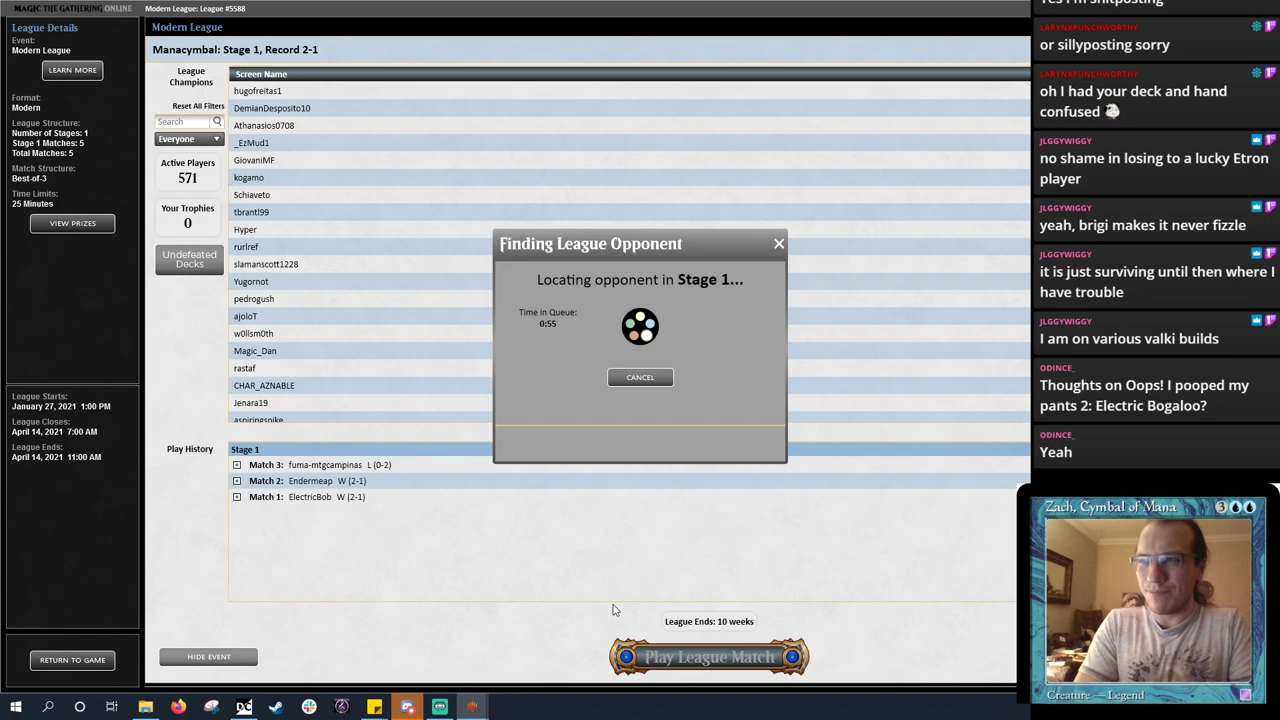 MAGIC THE GATHERING ONLINE
Modern League: League #5588
League Details
Event:
Modern League
LEARN MORE
Format:
Modern
League Structure:
Number of Stages: 1
Stage 1 Matches: 5
Total Matches: 5
Match Structure:
Best-of-3
Time Limits:
25 Minutes
VIEW PRIZES
League Starts:
January 27, 2021 1:00 PM
League Closes:
April 14, 2021 7:00 AM
League Ends:
April 14, 2021 11:00 AM
RETURN TO GAME
Modern League
Manacymbal: Stage 1, Record 2-1
League
Champions
Reset All Filters
Search
Everyone
Active Players
571
Your Trophies
0
Undefeated
Decks
Screen Name
hugofreitas1
DemianDesposito10
Athanasios0708
_EzMud1
GiovaniMF
kogamo
Schiaveto
tbrantl99
Hyper
rurlref
slamanscott1228
Yugornot
pedrogush
ajoloT
w0llsm0th
Magic_Dan
rastaf
CHAR_AZNABLE
Jenara19
aspiringspike
Finding League Opponent
Locating opponent in Stage 1...
Time in Queue:
0:55
CANCEL
Play History
Stage 1
Match 3: fuma-mtgcampinas L (0-2)
Match 2: Endermeap W (2-1)
Match 1: ElectricBob W (2-1)
League Ends: 10 weeks
HIDE EVENT
Play League Match
Yes I'm shitposting
LARYNXPUNCHWORTHY
or sillyposting sorry
LARYNXPUNCHWORTHY
oh I had your deck and hand
confused
JLGGYWIGGY
no shame in losing to a lucky Etron
player
JLGGYWIGGY
yeah, brigi makes it never fizzle
JLGGYWIGGY
it is just surviving until then where I
have trouble
JLGGYWIGGY
I am on various valki builds
ODINCE_
Thoughts on Oops! I pooped my
pants 2: Electric Bogaloo?
ODINCE_
Yeah
Zach, Cymbal of Mana
3
Creature — Legend